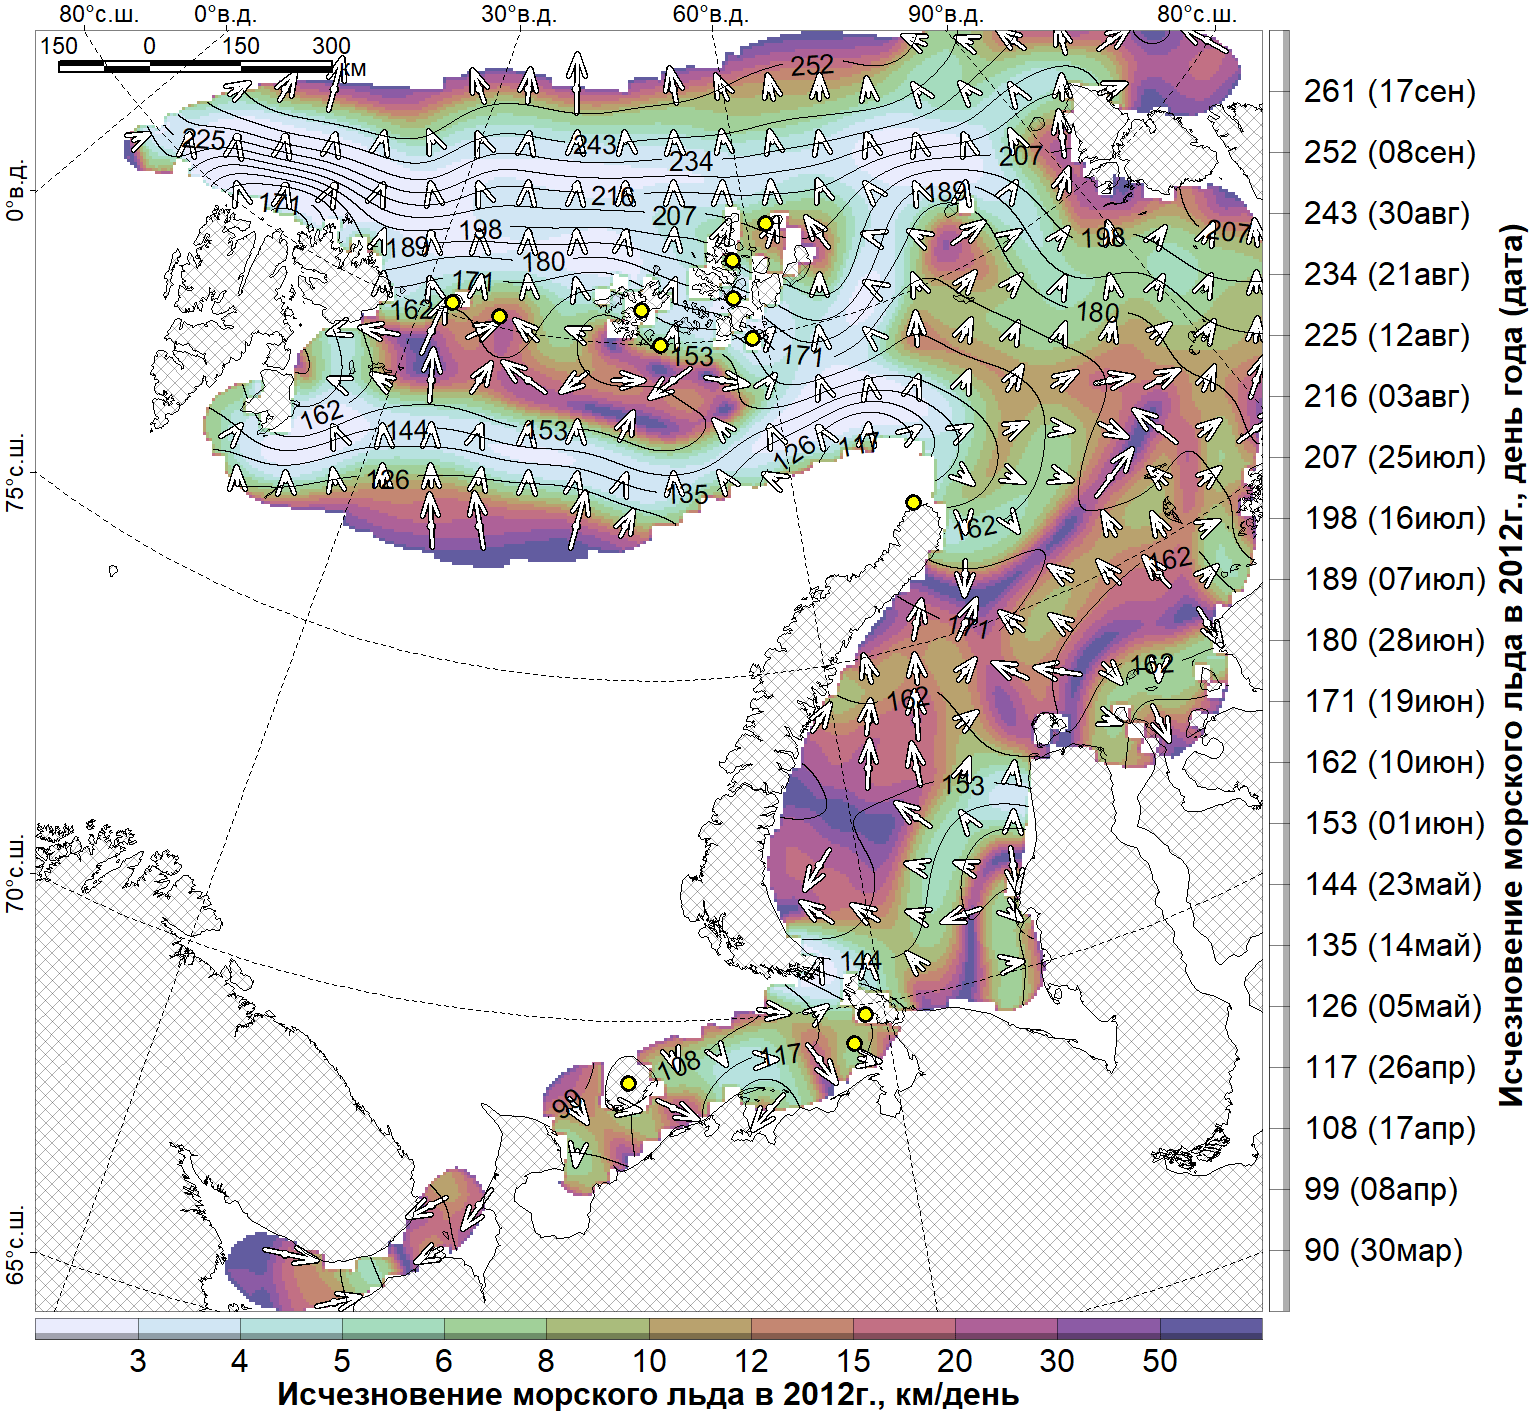 80°с.ш. 0°в.д. 30°в.д. 60°в.д. 90°в.д. 80°с.ш.
150 0 150 300
км
0°в.д.
75°с.ш.
70°с.ш.
65°с.ш.
252
225
243
234
207
171
216
189
207
198
198
207
189
180
171
162
180
153
171
162
144
153
126
117
126
135
162
162
171
162
162
153
144
108
117
99
261 (17сен)
252 (08сен)
243 (30авг)
234 (21авг)
225 (12авг)
216 (03авг)
207 (25июл)
198 (16июл)
189 (07июл)
180 (28июн)
171 (19июн)
162 (10июн)
153 (01июн)
144 (23май)
135 (14май)
126 (05май)
117 (26апр)
108 (17апр)
99 (08апр)
90 (30мар)
Исчезновение морского льда в 2012г., день года (дата)
3 4 5 6 8 10 12 15 20 30 50
Исчезновение морского льда в 2012г., км/день